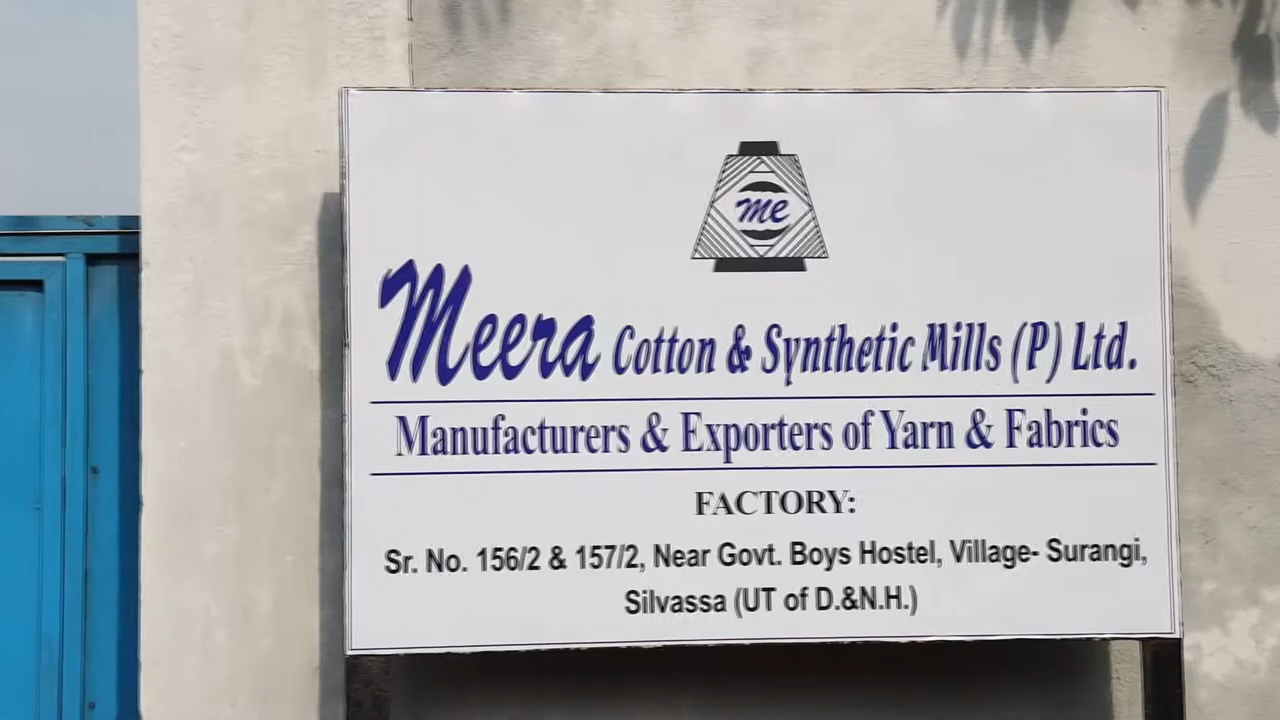 me
Meera Cotton & Synthetic Mills (P) Ltd.
Manufacturers & Exporters of Yarn & Fabrics
FACTORY:
Sr. No. 156/2 & 157/2, Near Govt. Boys Hostel, Village- Surangi,
Silvassa (UT of D.&N.H.)